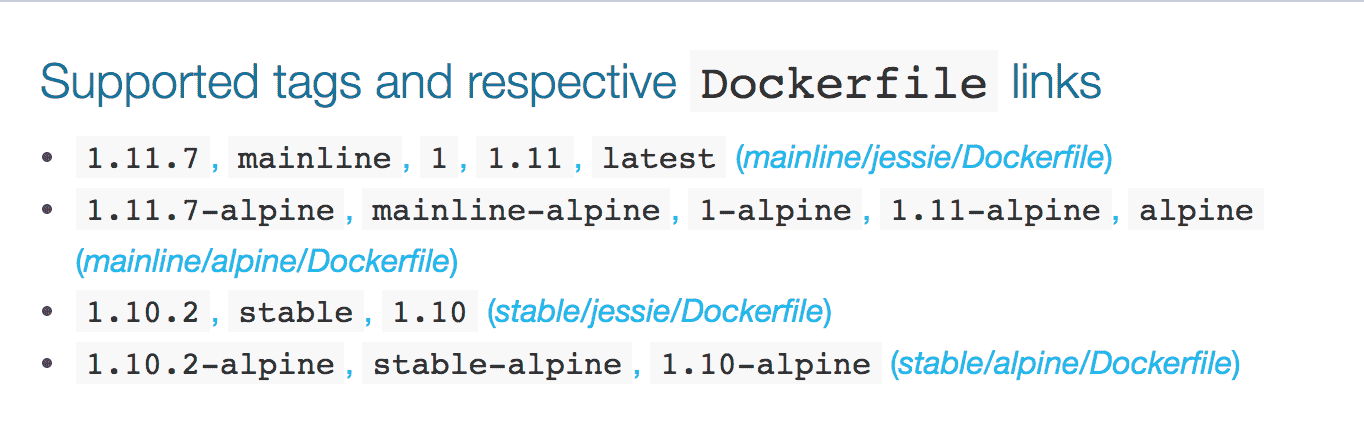 Supported tags and respective Dockerfile links
• 1.11.7 , mainline , 1 , 1.11 , latest (mainline/jessie/Dockerfile)
• 1.11.7-alpine , mainline-alpine , 1-alpine , 1.11-alpine , alpine
(mainline/alpine/Dockerfile)
• 1.10.2 , stable , 1.10 (stable/jessie/Dockerfile)
• 1.10.2-alpine , stable-alpine , 1.10-alpine (stable/alpine/Dockerfile)